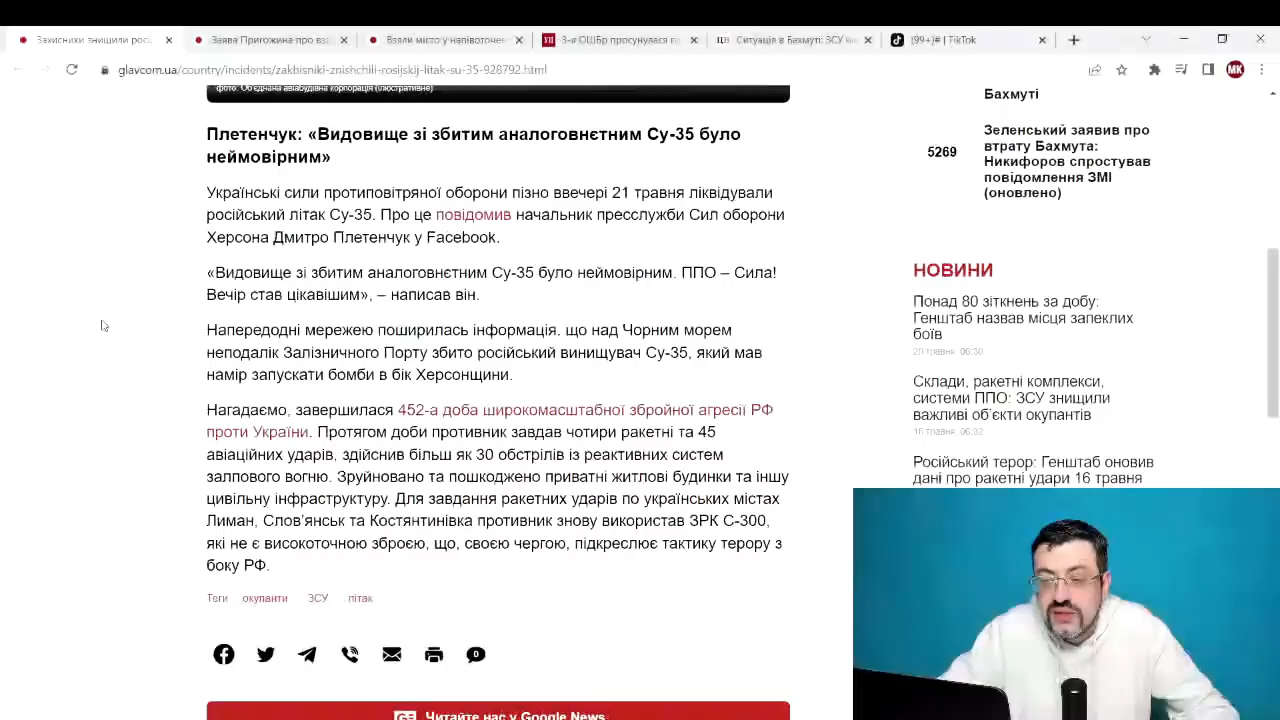 Захисники знищили росі
Заява Пригожина про вз
Взяли місто у напівоточен
УП
3-я ОШБр просунулася п
Ситуація в Бахмуті: ЗСУ
(99+)# | TikTok
glavcom.ua/country/incidents/zakhisniki-znishchili-rosijskij-litak-su-35-928792.html
MK
фото: Об'єднана авіабудівна корпорація (ілюстративне)
Плетенчук: «Видовище зі збитим аналоговнєтним Су-35 було
неймовірним»
Українські сили протиповітряної оборони пізно ввечері 21 травня ліквідували
російський літак Су-35. Про це повідомив начальник пресслужби Сил оборони
Херсона Дмитро Плетенчук у Facebook.
«Видовище зі збитим аналоговнєтним Су-35 було неймовірним. ППО – Сила!
Вечір став цікавішим», – написав він.
Напередодні мережею поширилась інформація, що над Чорним морем
неподалік Залізничного Порту збито російський винищувач Су-35, який мав
намір запускати бомби в бік Херсонщини.
Нагадаємо, завершилася 452-а доба широкомасштабної збройної агресії РФ
проти України. Протягом доби противник завдав чотири ракетні та 45
авіаційних ударів, здійснив більш як 30 обстрілів із реактивних систем
залпового вогню. Зруйновано та пошкоджено приватні житлові будинки та іншу
цивільну інфраструктуру. Для завдання ракетних ударів по українських містах
Лиман, Слов'янськ та Костянтинівка противник знову використав ЗРК С-300,
які не є високоточною зброєю, що, своєю чергою, підкреслює тактику терору з
боку РФ.
Теги окупанти ЗСУ літак
0
Читайте нас у Google News
Бахмуті
5269
Зеленський заявив про
втрату Бахмута:
Никифоров спростував
повідомлення ЗМІ
(оновлено)
НОВИНИ
Понад 80 зіткнень за добу:
Генштаб назвав місця запеклих
боїв
20 травня, 06:30
Склади, ракетні комплекси,
системи ППО: ЗСУ знищили
важливі об'єкти окупантів
16 травня, 06:32
Російський терор: Генштаб оновив
дані про ракетні удари 16 травня